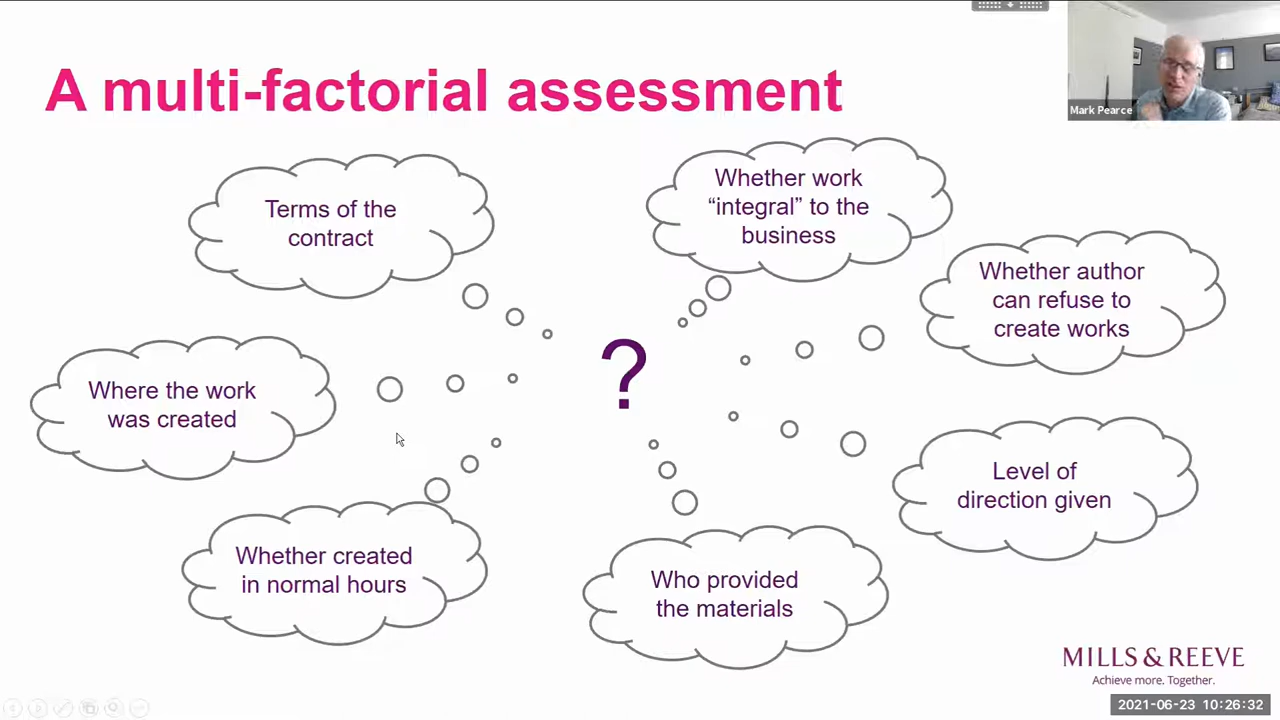 A multi-factorial assessment
Mark Pearce
Terms of the
contract
Whether work
“integral” to the
business
Whether author
can refuse to
create works
?
Where the work
was created
Level of
direction given
Whether created
in normal hours
Who provided
the materials
MILLS & REEVE
Achieve more. Together.
2021-06-23 10:26:32